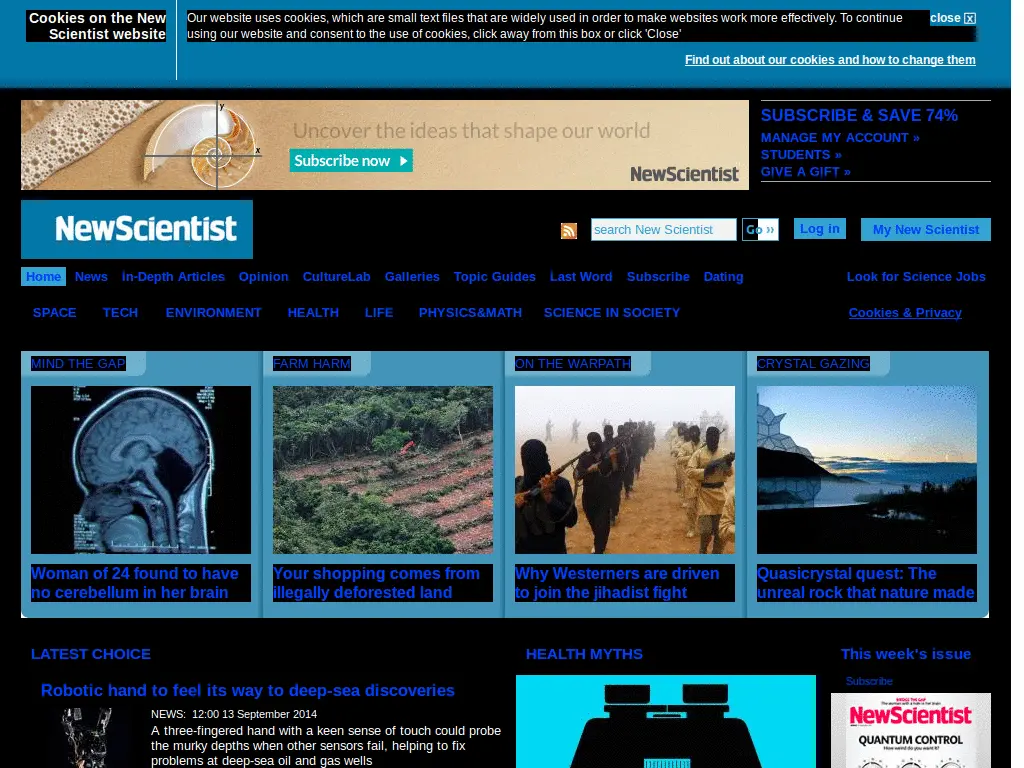 Cookies on the New
Scientist website
Our website uses cookies, which are small text files that are widely used in order to make websites work more effectively. To continue
using our website and consent to the use of cookies, click away from this box or click 'Close'
close
Find out about our cookies and how to change them
y
x
Uncover the ideas that shape our world
Subscribe now
NewScientist
SUBSCRIBE & SAVE 74%
MANAGE MY ACCOUNT »
STUDENTS »
GIVE A GIFT »
NewScientist
search New Scientist
Go »
Log in
My New Scientist
Home News In-Depth Articles Opinion CultureLab Galleries Topic Guides Last Word Subscribe Dating Look for Science Jobs
SPACE TECH ENVIRONMENT HEALTH LIFE PHYSICS&MATH SCIENCE IN SOCIETY Cookies & Privacy
MIND THE GAP
Woman of 24 found to have
no cerebellum in her brain
FARM HARM
Your shopping comes from
illegally deforested land
ON THE WARPATH
Why Westerners are driven
to join the jihadist fight
CRYSTAL GAZING
Quasicrystal quest: The
unreal rock that nature made
LATEST CHOICE
Robotic hand to feel its way to deep-sea discoveries
NEWS: 12:00 13 September 2014
A three-fingered hand with a keen sense of touch could probe
the murky depths when other sensors fail, helping to fix
problems at deep-sea oil and gas wells
HEALTH MYTHS
This week's issue
Subscribe
NewScientist
QUANTUM CONTROL
How weird do you want it?